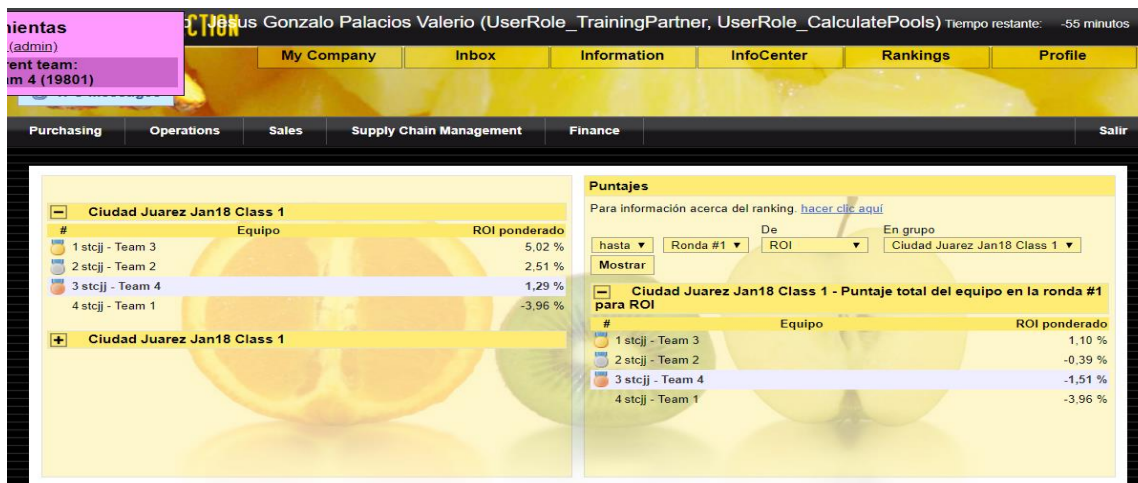 mientas
CTION
Jesus Gonzalo Palacios Valerio (UserRole_TrainingPartner, UserRole_CalculatePools) Tiempo restante: -55 minutos
(admin)
rent team:
am 4 (19801)
My Company Inbox Information InfoCenter Rankings Profile
Purchasing Operations Sales Supply Chain Management Finance Salir
Ciudad Juarez Jan18 Class 1
# Equipo ROI ponderado
1 stcjj - Team 3 5,02 %
2 stcjj - Team 2 2,51 %
3 stcjj - Team 4 1,29 %
4 stcjj - Team 1 -3,96 %
Ciudad Juarez Jan18 Class 1
Puntajes
Para información acerca del ranking. hacer clic aquí
De En grupo
hasta Ronda #1 ROI Ciudad Juarez Jan18 Class 1
Mostrar
Ciudad Juarez Jan18 Class 1 - Puntaje total del equipo en la ronda #1
para ROI
# Equipo ROI ponderado
1 stcjj - Team 3 1,10 %
2 stcjj - Team 2 -0,39 %
3 stcjj - Team 4 -1,51 %
4 stcjj - Team 1 -3,96 %